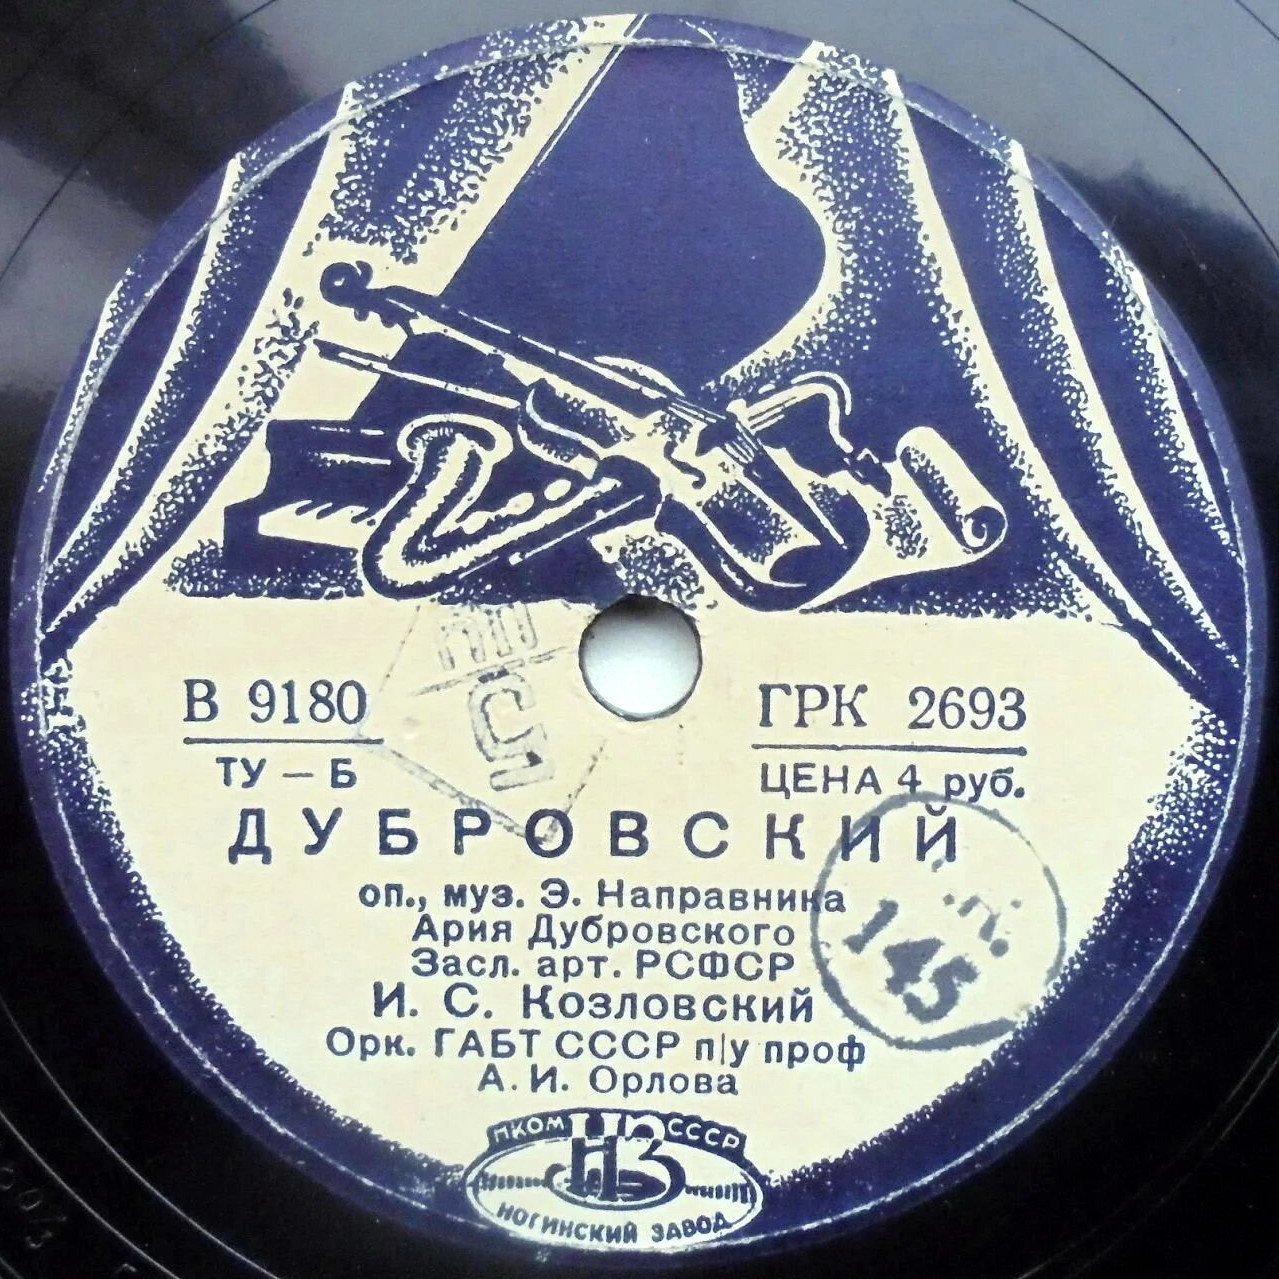 В 9180
ГРК 2693
ТУ — Б
ЦЕНА 4 руб.
ДУБРОВСКИЙ
оп., муз. Э. Направника
Ария Дубровского
Засл. арт. РСФСР
И. С. Козловский
Орк. ГАБТ СССР п/у проф
А. И. Орлова
145
НКОМ НЗ СССР
НОГИНСКИЙ ЗАВОД